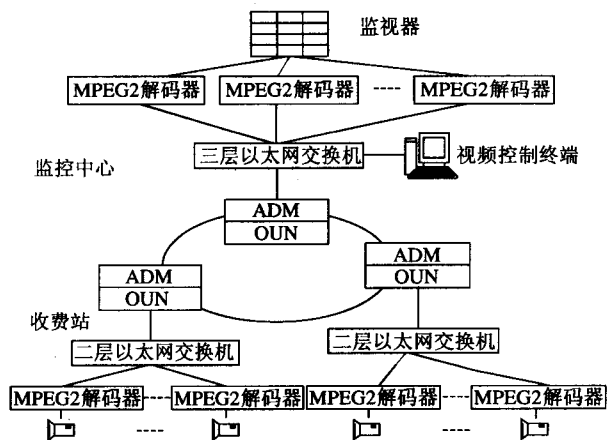 监视器
MPEG2解码器 MPEG2解码器 MPEG2解码器
三层以太网交换机 视频控制终端
监控中心
ADM
OUN
ADM
OUN
ADM
OUN
收费站
二层以太网交换机
二层以太网交换机
MPEG2解码器 MPEG2解码器 MPEG2解码器 MPEG2解码器